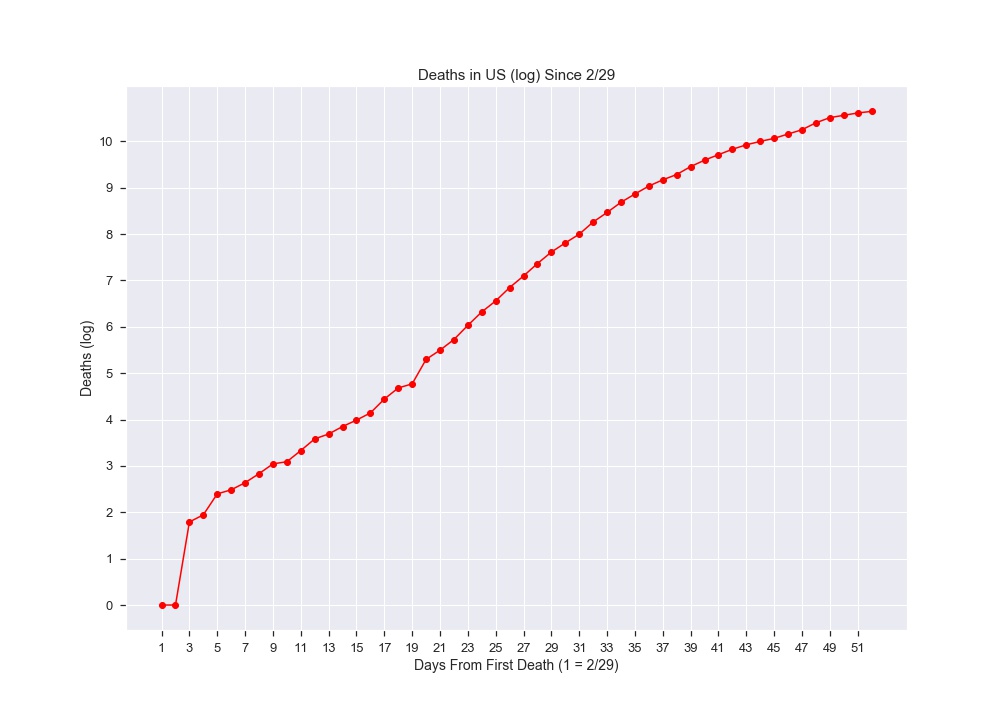 Deaths in US (log) Since 2/29
Deaths (log)
10
9
8
7
6
5
4
3
2
1
0
1 3 5 7 9 11 13 15 17 19 21 23 25 27 29 31 33 35 37 39 41 43 45 47 49 51
Days From First Death (1 = 2/29)